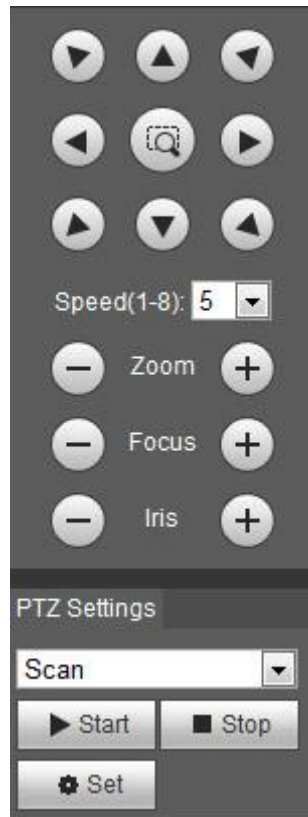 Speed(1-8): 5
Zoom
Focus
Iris
PTZ Settings
Scan
Start Stop
Set